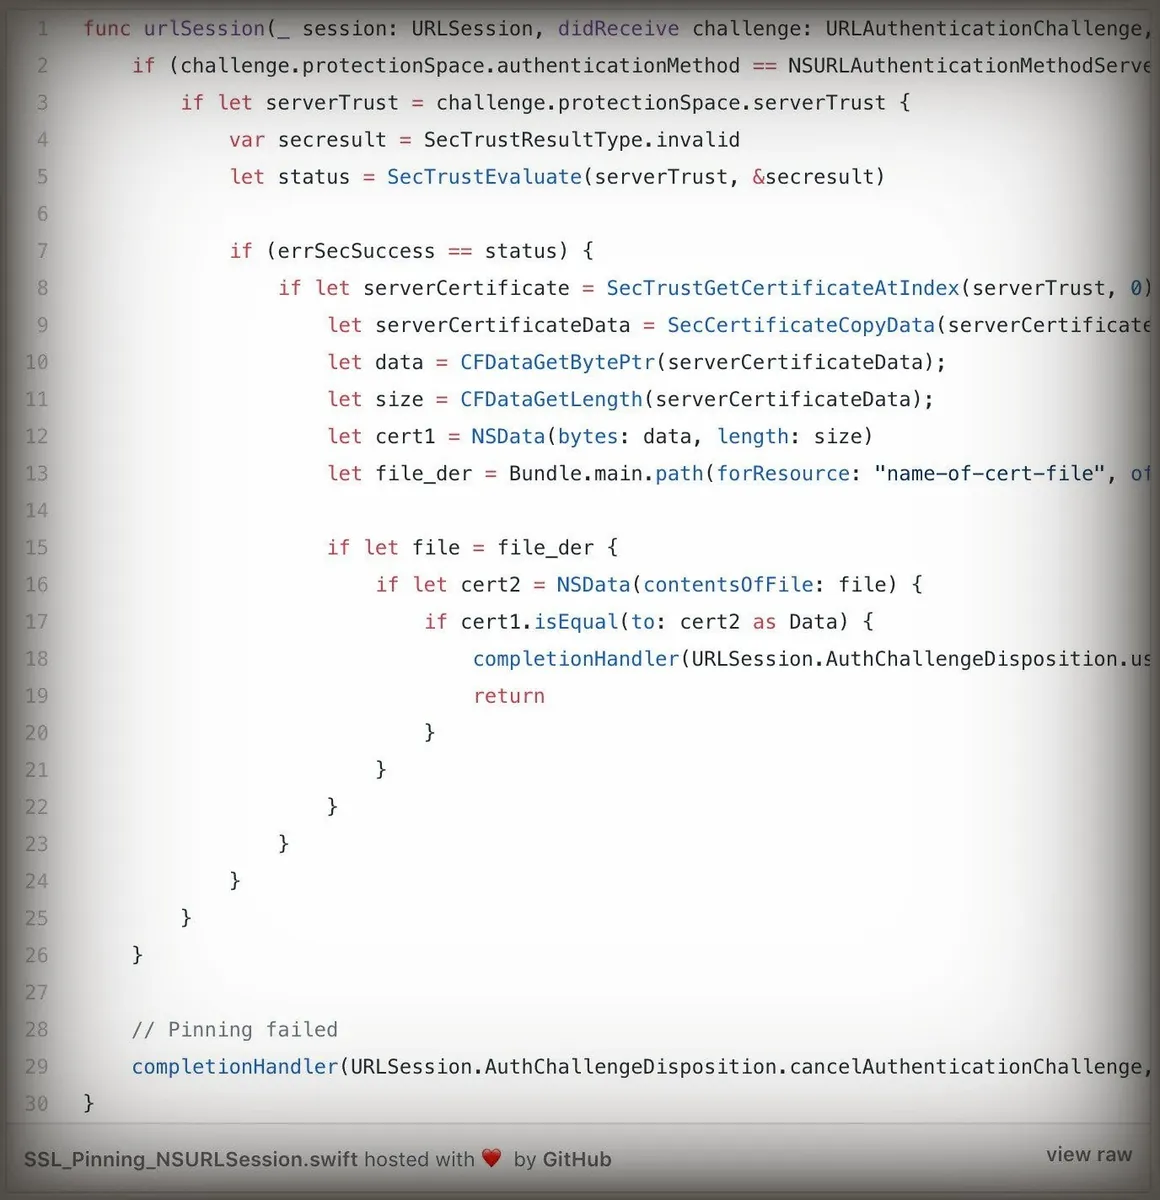 1 func urlSession(_ session: URLSession, didReceive challenge: URLAuthenticationChallenge,
2 if (challenge.protectionSpace.authenticationMethod == NSURLAuthenticationMethodServe
3 if let serverTrust = challenge.protectionSpace.serverTrust {
4 var secresult = SecTrustResultType.invalid
5 let status = SecTrustEvaluate(serverTrust, &secresult)
6
7 if (errSecSuccess == status) {
8 if let serverCertificate = SecTrustGetCertificateAtIndex(serverTrust, 0)
9 let serverCertificateData = SecCertificateCopyData(serverCertificate
10 let data = CFDataGetBytePtr(serverCertificateData);
11 let size = CFDataGetLength(serverCertificateData);
12 let cert1 = NSData(bytes: data, length: size)
13 let file_der = Bundle.main.path(forResource: "name-of-cert-file", of
14
15 if let file = file_der {
16 if let cert2 = NSData(contentsOfFile: file) {
17 if cert1.isEqual(to: cert2 as Data) {
18 completionHandler(URLSession.AuthChallengeDisposition.us
19 return
20 }
21 }
22 }
23 }
24 }
25 }
26 }
27
28 // Pinning failed
29 completionHandler(URLSession.AuthChallengeDisposition.cancelAuthenticationChallenge,
30 }
SSL_Pinning_NSURLSession.swift hosted with ❤ by GitHub view raw